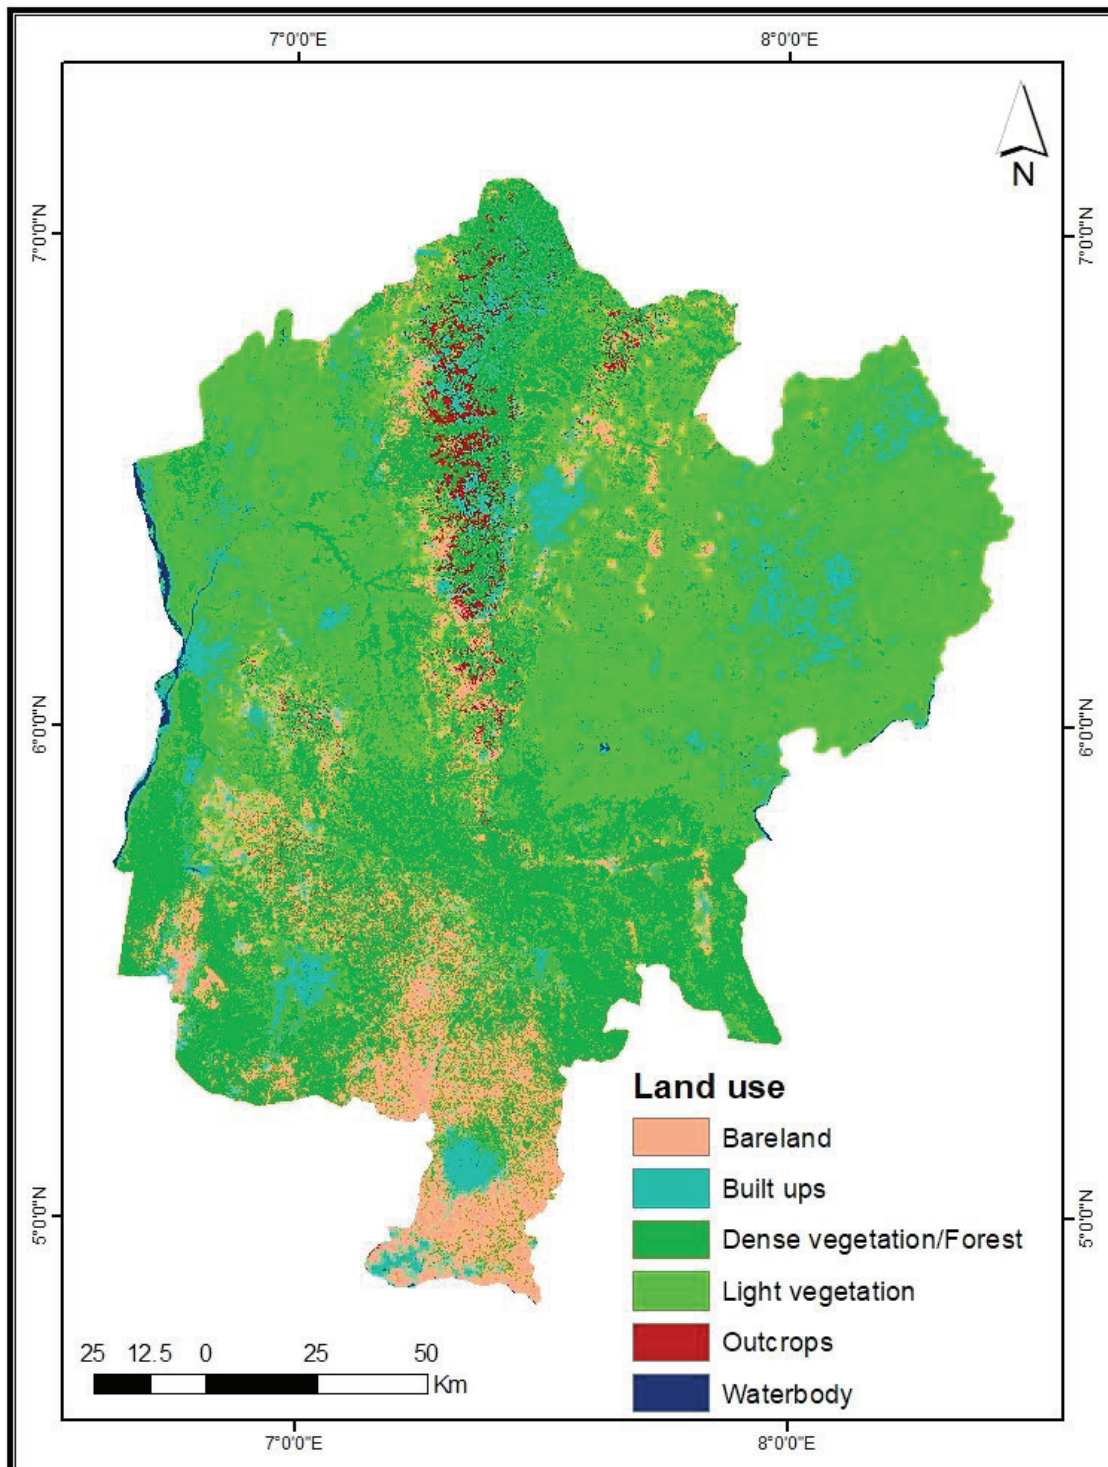 7°0'0"E 8°0'0"E
N
7°0'0"N 7°0'0"N
6°0'0"N 6°0'0"N
5°0'0"N 5°0'0"N
Land use
Bareland
Built ups
Dense vegetation/Forest
Light vegetation
Outcrops
Waterbody
25 12.5 0 25 50
Km
7°0'0"E 8°0'0"E